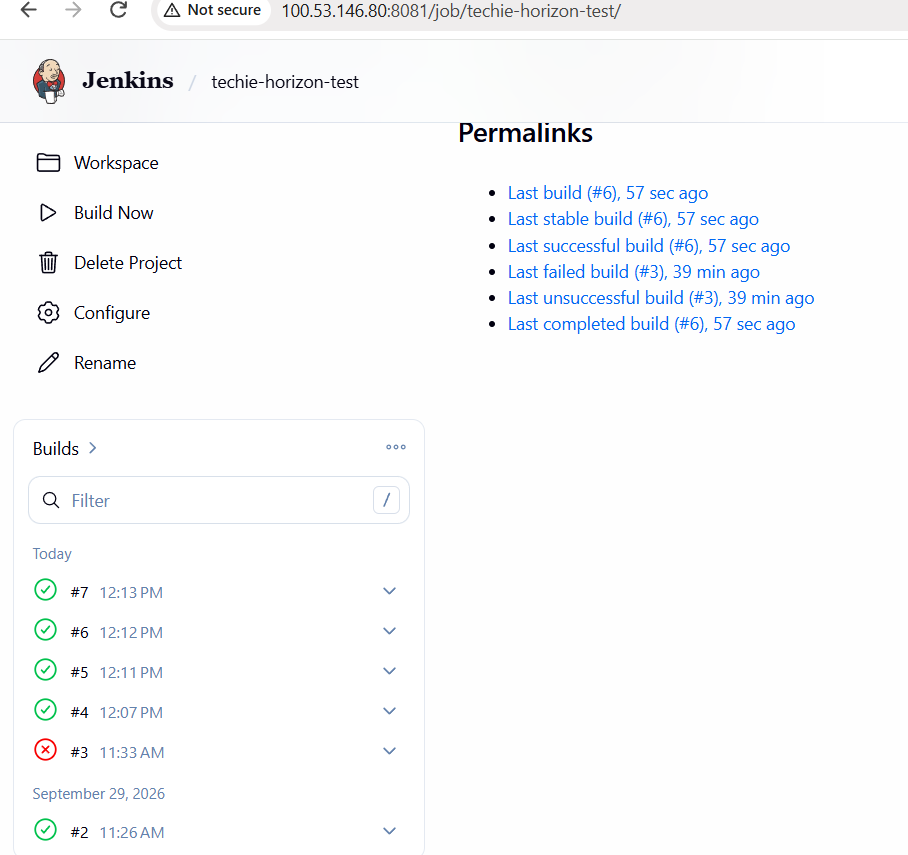 Not secure 100.53.146.80:8081/job/techie-horizon-test/
Jenkins / techie-horizon-test
Workspace
Build Now
Delete Project
Configure
Rename
Permalinks
Last build (#6), 57 sec ago
Last stable build (#6), 57 sec ago
Last successful build (#6), 57 sec ago
Last failed build (#3), 39 min ago
Last unsuccessful build (#3), 39 min ago
Last completed build (#6), 57 sec ago
Builds
Filter /
Today
#7 12:13 PM
#6 12:12 PM
#5 12:11 PM
#4 12:07 PM
#3 11:33 AM
September 29, 2026
#2 11:26 AM